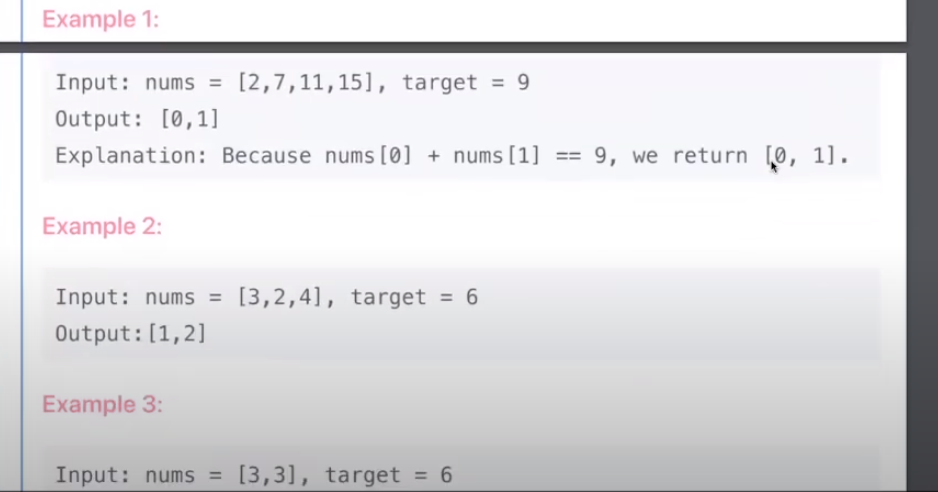 Example 1:
Input: nums = [2,7,11,15], target = 9
Output: [0,1]
Explanation: Because nums[0] + nums[1] == 9, we return [0, 1].
Example 2:
Input: nums = [3,2,4], target = 6
Output:[1,2]
Example 3:
Input: nums = [3,3], target = 6